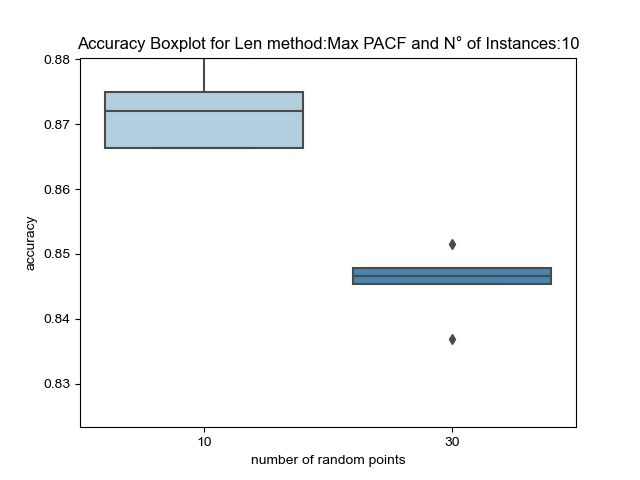 Accuracy Boxplot for Len method:Max PACF and N° of Instances:10
0.88
0.87
0.86
0.85
0.84
0.83
accuracy
10 30
number of random points